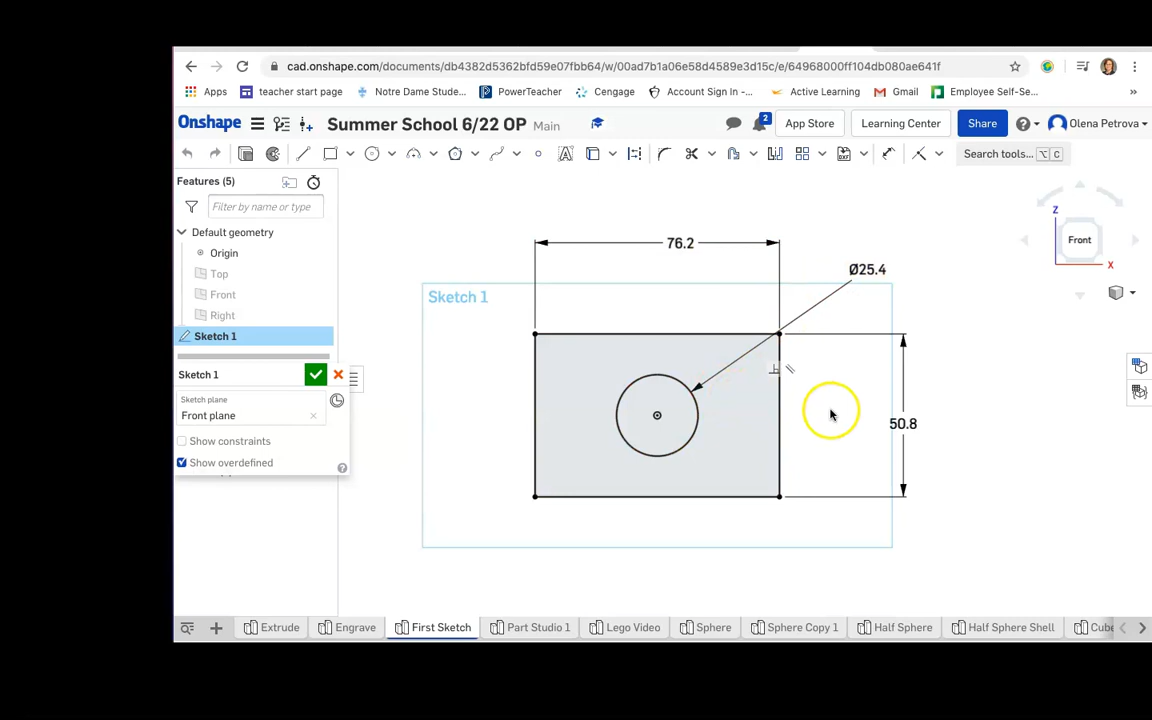 cad.onshape.com/documents/db4382d5362bfd59e07fbb64/w/00ad7b1a06e58d4589e3d15c/e/64968000ff104db080ae641f
Apps teacher start page Notre Dame Stude... PowerTeacher Cengage Account Sign In -... Active Learning Gmail Employee Self-Se... »
Onshape Summer School 6/22 OP Main 2 App Store Learning Center Share Olena Petrova
Search tools... ⌥ C
Features (5)
Filter by name or type
Default geometry
Origin
Top
Front
Right
Sketch 1
Sketch 1
Sketch plane
Front plane
Show constraints
Show overdefined
76.2
Ø25.4
Sketch 1
50.8
Z
Front
X
Extrude Engrave First Sketch Part Studio 1 Lego Video Sphere Sphere Copy 1 Half Sphere Half Sphere Shell Cube